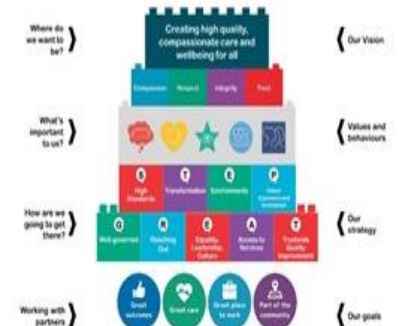 Where do
we want to
be?
Creating high quality,
compassionate care and
wellbeing for all
Our Vision
Compassion
Respect
Integrity
Trust
What's
important
to us?
Values and
behaviours
S
High
Standards
T
Transformation
E
Environments
P
How are we
going to get
there?
G
Well-governed
R
Reaching
Out
E
Equality,
Leadership,
Culture
A
Access to
Services
T
Trustwide
Quality
Improvement
Our
strategy
Working with
partners
Great
outcomes
Great care
Great place
to work
Part of the
community
Our goals